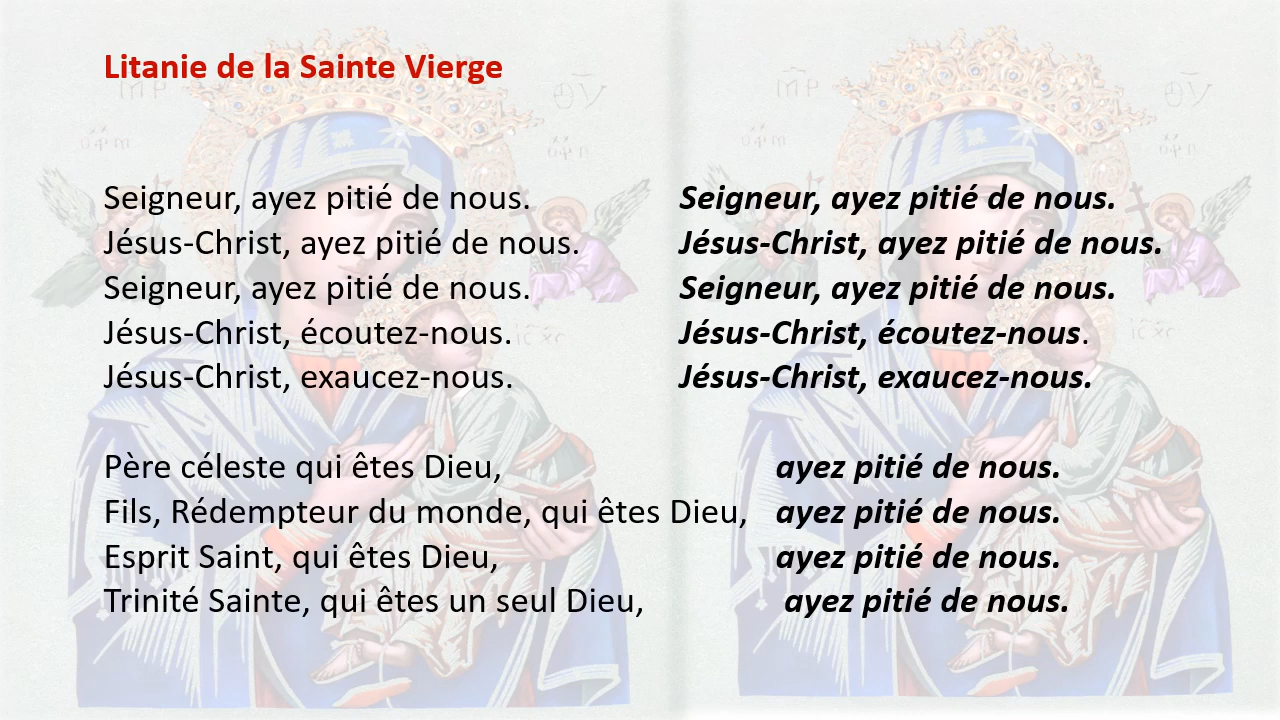 Litanie de la Sainte Vierge
Seigneur, ayez pitié de nous. Seigneur, ayez pitié de nous.
Jésus-Christ, ayez pitié de nous. Jésus-Christ, ayez pitié de nous.
Seigneur, ayez pitié de nous. Seigneur, ayez pitié de nous.
Jésus-Christ, écoutez-nous. Jésus-Christ, écoutez-nous.
Jésus-Christ, exaucez-nous. Jésus-Christ, exaucez-nous.
Père céleste qui êtes Dieu, ayez pitié de nous.
Fils, Rédempteur du monde, qui êtes Dieu, ayez pitié de nous.
Esprit Saint, qui êtes Dieu, ayez pitié de nous.
Trinité Sainte, qui êtes un seul Dieu, ayez pitié de nous.